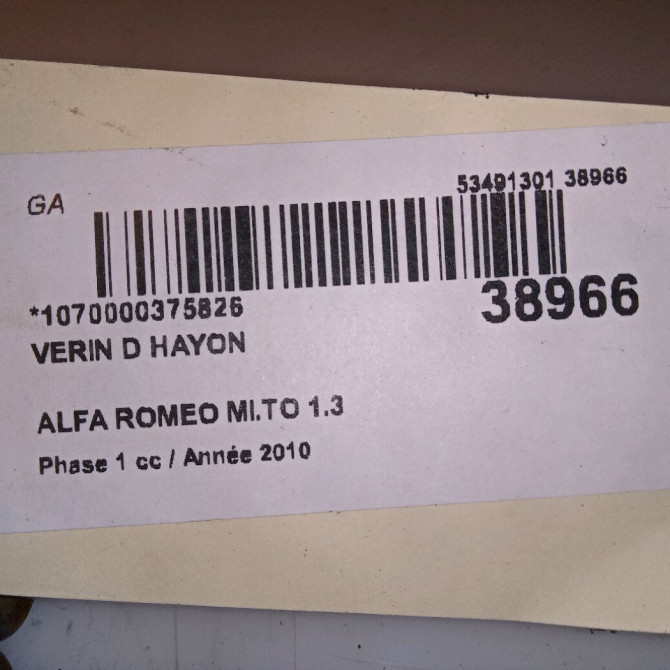 53491301 38966
GA
*1070000375826
38966
VERIN D HAYON
ALFA ROMEO MI.TO 1.3
Phase 1 cc / Année 2010